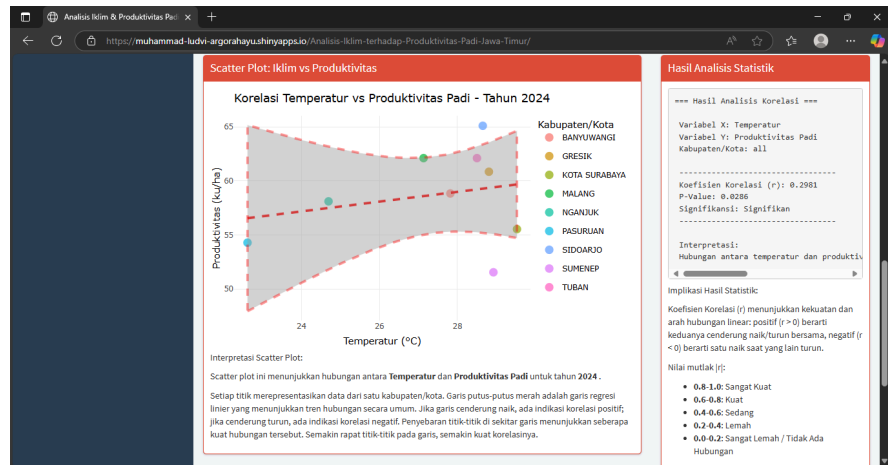 Analisis Iklim & Produktivitas Padi
https://muhammad-ludvi-argorahayu.shinyapps.io/Analisis-Iklim-terhadap-Produktivitas-Padi-Jawa-Timur/
Scatter Plot: Iklim vs Produktivitas
Korelasi Temperatur vs Produktivitas Padi - Tahun 2024
Produktivitas (ku/ha)
65
60
55
50
24
26
28
Temperatur (°C)
Kabupaten/Kota
BANYUWANGI
GRESIK
KOTA SURABAYA
MALANG
NGANJUK
PASURUAN
SIDOARJO
SUMENEP
TUBAN
Interpretasi Scatter Plot:
Scatter plot ini menunjukkan hubungan antara Temperatur dan Produktivitas Padi untuk tahun 2024 .
Setiap titik merepresentasikan data dari satu kabupaten/kota. Garis putus-putus merah adalah garis regresi
linier yang menunjukkan tren hubungan secara umum. Jika garis cenderung naik, ada indikasi korelasi positif;
jika cenderung turun, ada indikasi korelasi negatif. Penyebaran titik-titik di sekitar garis menunjukkan seberapa
kuat hubungan tersebut. Semakin rapat titik-titik pada garis, semakin kuat korelasinya.
Hasil Analisis Statistik
=== Hasil Analisis Korelasi ===
Variabel X: Temperatur
Variabel Y: Produktivitas Padi
Kabupaten/Kota: all
---------------------------------
Koefisien Korelasi (r): 0.2981
P-Value: 0.0286
Signifikansi: Signifikan
---------------------------------
Interpretasi:
Hubungan antara temperatur dan produktiv
Implikasi Hasil Statistik:
Koefisien Korelasi (r) menunjukkan kekuatan dan
arah hubungan linear: positif (r > 0) berarti
keduanya cenderung naik/turun bersama, negatif (r
< 0) berarti satu naik saat yang lain turun.
Nilai mutlak |r|:
0.8-1.0: Sangat Kuat
0.6-0.8: Kuat
0.4-0.6: Sedang
0.2-0.4: Lemah
0.0-0.2: Sangat Lemah / Tidak Ada
Hubungan